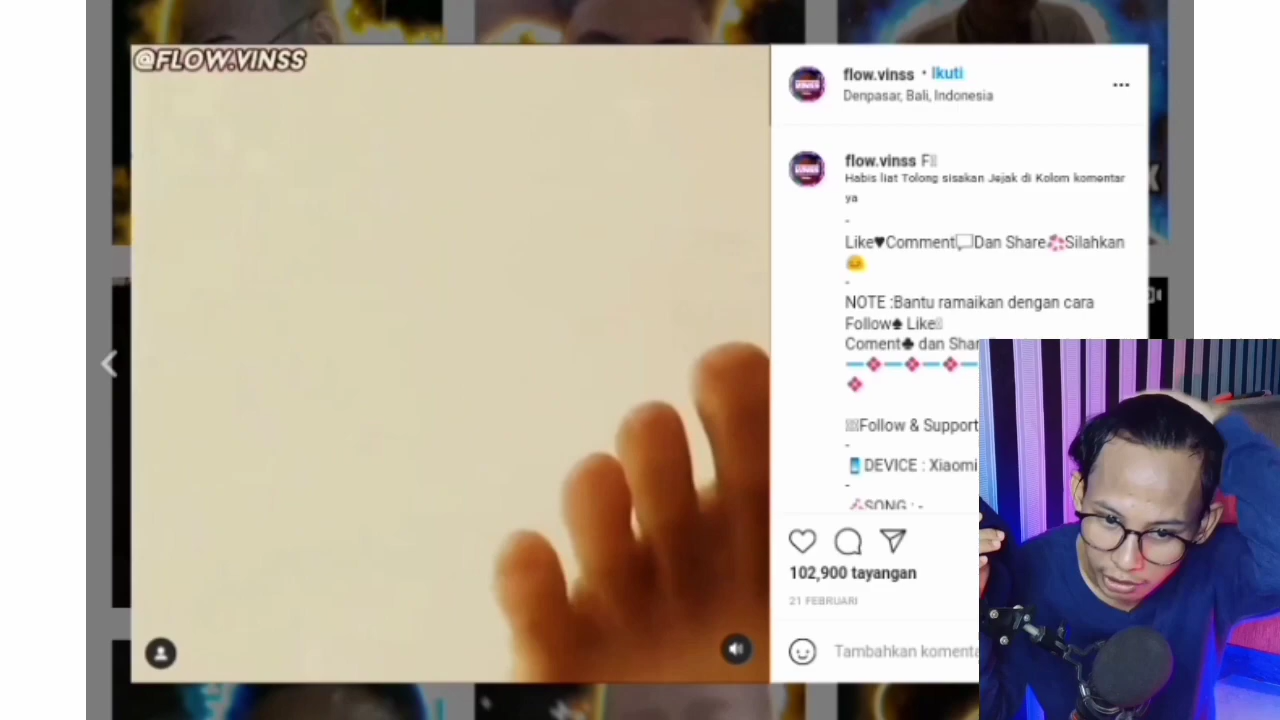 @FLOW.VINSS
flow.vinss • Ikuti
Denpasar, Bali, Indonesia
flow.vinss F
Habis liat Tolong sisakan Jejak di Kolom komentar
ya
-
Like♥Comment💬Dan Share💞Silahkan
😊
-
NOTE :Bantu ramaikan dengan cara
Follow♠ Like
Coment♣ dan Shar
Follow & Support
-
📱DEVICE : Xiaomi
-
SONG : -
102,900 tayangan
21 FEBRUARI
Tambahkan komenta